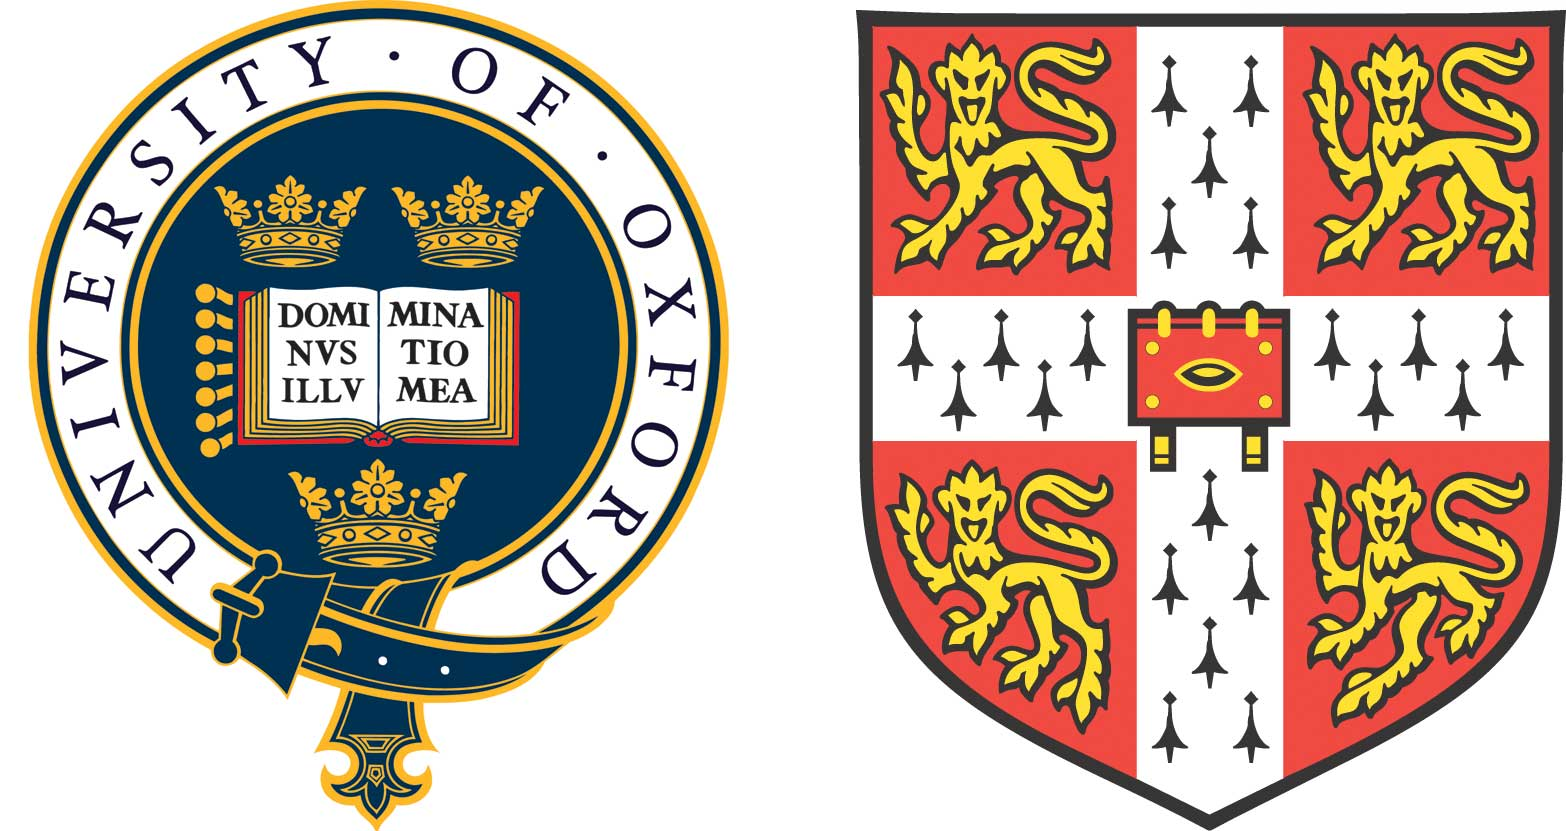 UNIVERSITY · OF · OXFORD
DOMI MINA
NVS TIO
ILLV MEA